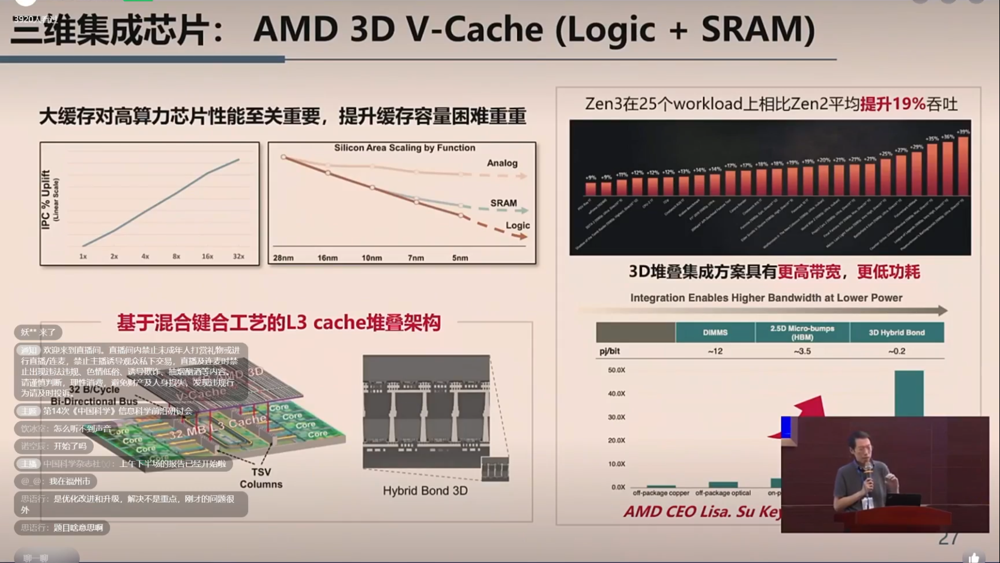 3920人看过
三维集成芯片： AMD 3D V-Cache (Logic + SRAM)
大缓存对高算力芯片性能至关重要，提升缓存容量困难重重
IPC % Uplift
(Linear Scale)
1x 2x 4x 8x 16x 32x
Silicon Area Scaling by Function
Analog
SRAM
Logic
28nm 16nm 10nm 7nm 5nm
基于混合键合工艺的L3 cache堆叠架构
AMD 3D
V-Cache
32 B/Cycle
Bi-Directional Bus
32 MB L3 Cache
Core
Core
Core
Core
Core
Core
Core
Core
TSV
Columns
Hybrid Bond 3D
Zen3在25个workload上相比Zen2平均提升19%吞吐
+9% +9% +11% +12% +12% +12% +13% +14% +14% +17% +17% +18% +18% +19% +19% +20% +21% +21% +21% +25% +27% +29% +35% +36% +39%
3D堆叠集成方案具有更高带宽，更低功耗
Integration Enables Higher Bandwidth at Lower Power
DIMMS 2.5D Micro-bumps (HBM) 3D Hybrid Bond
pj/bit ~12 ~3.5 ~0.2
50.0X
40.0X
30.0X
20.0X
10.0X
0.0X
off-package copper off-package optical on-p
AMD CEO Lisa. Su Key
27
妖** 来了
通知 欢迎来到直播间。直播间内禁止未成年人打赏礼物或进
行直播/连麦，禁止主播诱导观众私下交易，直播及连麦时禁
止出现违法违规、色情低俗、诱导欺诈、抽烟酗酒等内容。
请谨慎判断，理性消费，避免财产及人身损失，发现违规行
为请及时投诉。
主题 第14次《中国科学》信息科学前沿研讨会
饮冰室：怎么听不到声音
诺空辰：开始了吗
主播 中国科学杂志社：上午下半场的报告已经开始啦
@_@：我在福州市
思语行：是优化改进和升级，解决不是重点，刚才的问题很
外
思语行：题目啥意思啊
聊一聊